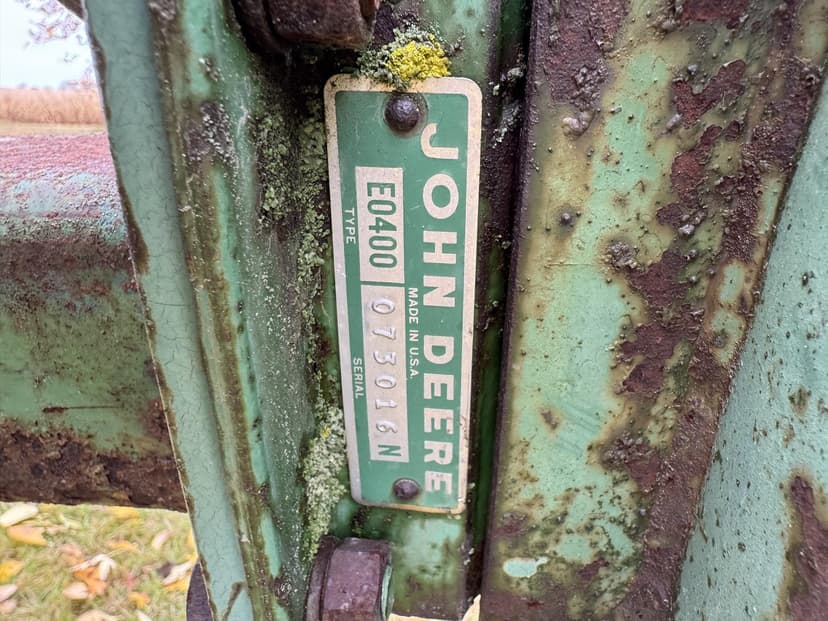 JOHN DEERE
MADE IN U.S.A.
E0400 073016N
TYPE SERIAL